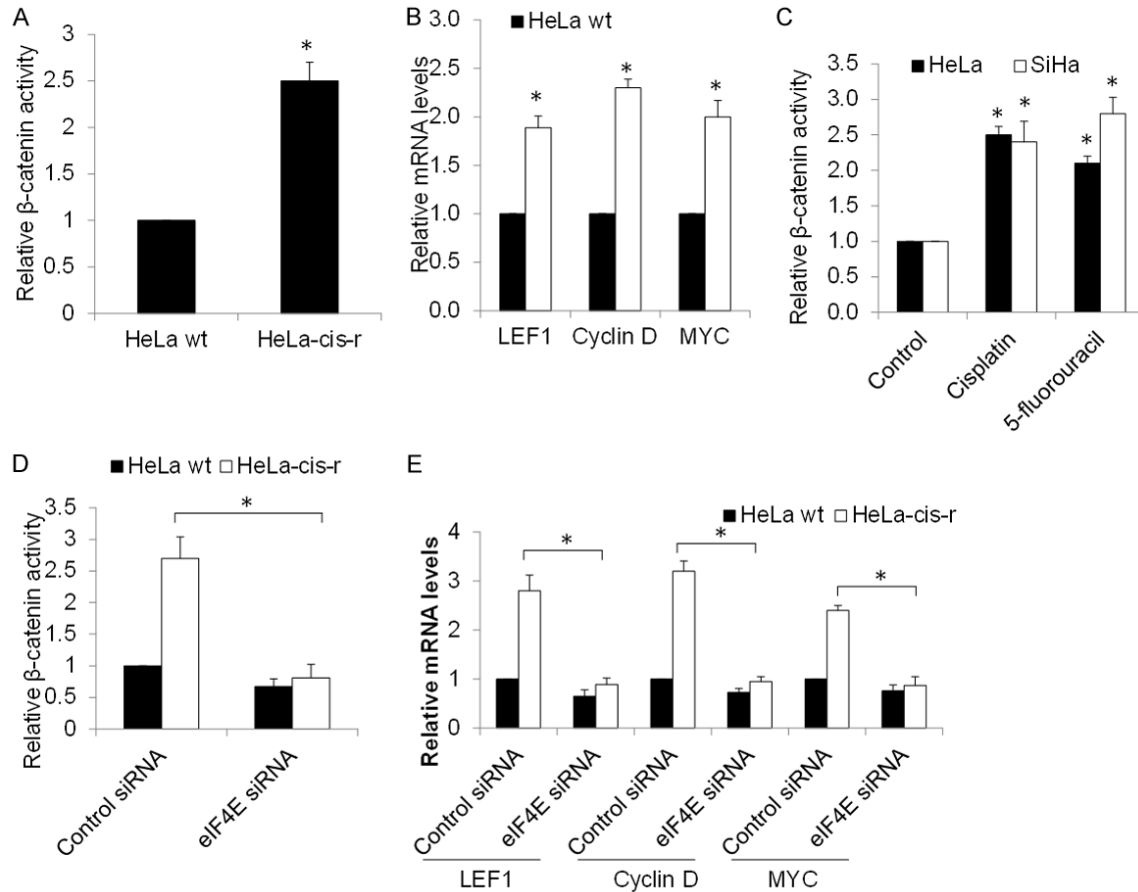 A
Relative β-catenin activity
3
2.5
2
1.5
1
0.5
0
*
HeLa wt HeLa-cis-r
B
Relative mRNA levels
3.0
2.5
2.0
1.5
1.0
0.5
0.0
HeLa wt
* * *
LEF1 Cyclin D MYC
C
Relative β-catenin activity
3.5
3.0
2.5
2.0
1.5
1.0
0.5
0.0
HeLa SiHa
* * * *
Control Cisplatin 5-fluorouracil
D
HeLa wt HeLa-cis-r
Relative β-catenin activity
3.5
3
2.5
2
1.5
1
0.5
0
*
Control siRNA eIF4E siRNA
E
HeLa wt HeLa-cis-r
Relative mRNA levels
4
3
2
1
0
* * *
Control siRNA eIF4E siRNA Control siRNA eIF4E siRNA Control siRNA eIF4E siRNA
LEF1 Cyclin D MYC